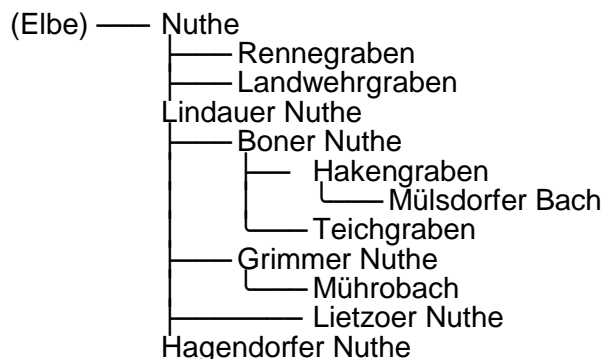 (Elbe) Nuthe
Rennegraben
Landwehrgraben
Lindauer Nuthe
Boner Nuthe
Hakengraben
Mülsdorfer Bach
Teichgraben
Grimmer Nuthe
Mührobach
Lietzoer Nuthe
Hagendorfer Nuthe